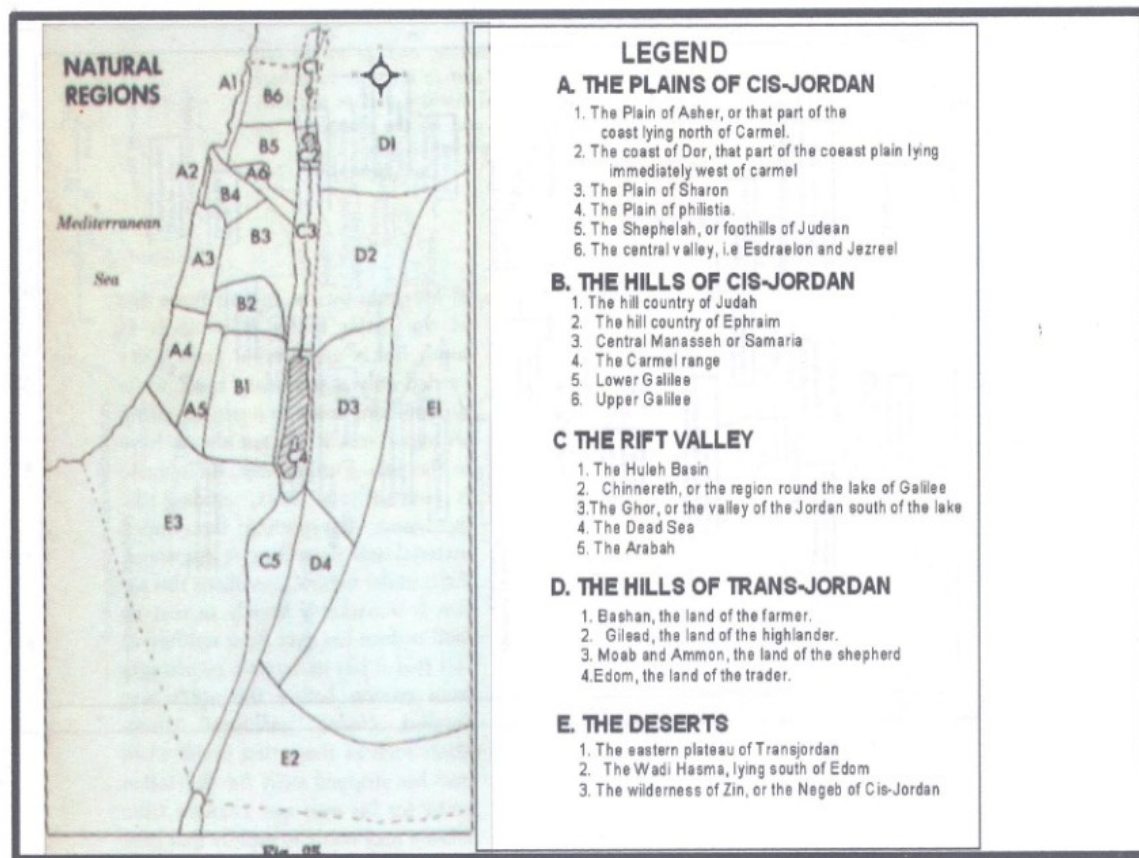 NATURAL
REGIONS
A1
B6
C1
D1
B5
C2
A6
A2
B4
Mediterranean
Sea
B3
C3
D2
A3
B2
A4
B1
A5
D3
E1
C4
E3
C5
D4
E2
LEGEND
A. THE PLAINS OF CIS-JORDAN
1. The Plain of Asher, or that part of the
coast lying north of Carmel.
2. The coast of Dor, that part of the coeast plain lying
immediately west of carmel
3. The Plain of Sharon
4. The Plain of philistia.
5. The Shephelah, or foothills of Judean
6. The central valley, i.e Esdraelon and Jezreel
B. THE HILLS OF CIS-JORDAN
1. The hill country of Judah
2. The hill country of Ephraim
3. Central Manasseh or Samaria
4. The Carmel range
5. Lower Galilee
6. Upper Galilee
C THE RIFT VALLEY
1. The Huleh Basin
2. Chinnereth, or the region round the lake of Galilee
3.The Ghor, or the valley of the Jordan south of the lake
4. The Dead Sea
5. The Arabah
D. THE HILLS OF TRANS-JORDAN
1. Bashan, the land of the farmer.
2. Gilead, the land of the highlander.
3. Moab and Ammon, the land of the shepherd
4.Edom, the land of the trader.
E. THE DESERTS
1. The eastern plateau of Transjordan
2. The Wadi Hasma, lying south of Edom
3. The wilderness of Zin, or the Negeb of Cis-Jordan